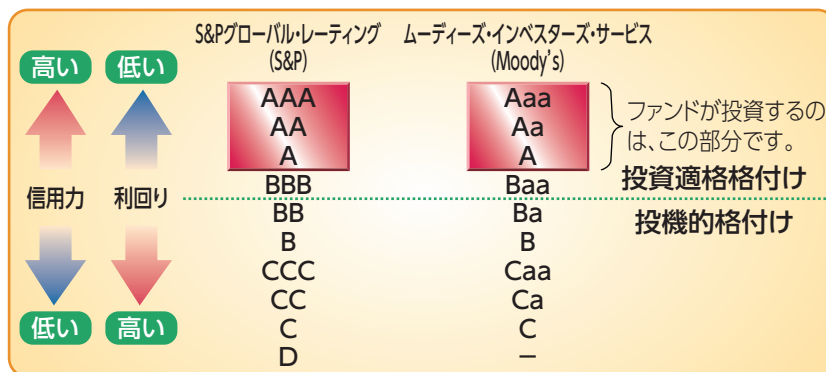 S&Pグローバル・レーティング
(S&P)
ムーディーズ・インベスターズ・サービス
(Moody's)
高い 低い
AAA Aaa
AA Aa
A A
ファンドが投資するの
は、この部分です。
BBB Baa 投資適格格付け
信用力 利回り
BB Ba 投機的格付け
B B
CCC Caa
CC Ca
低い 高い C C
D –